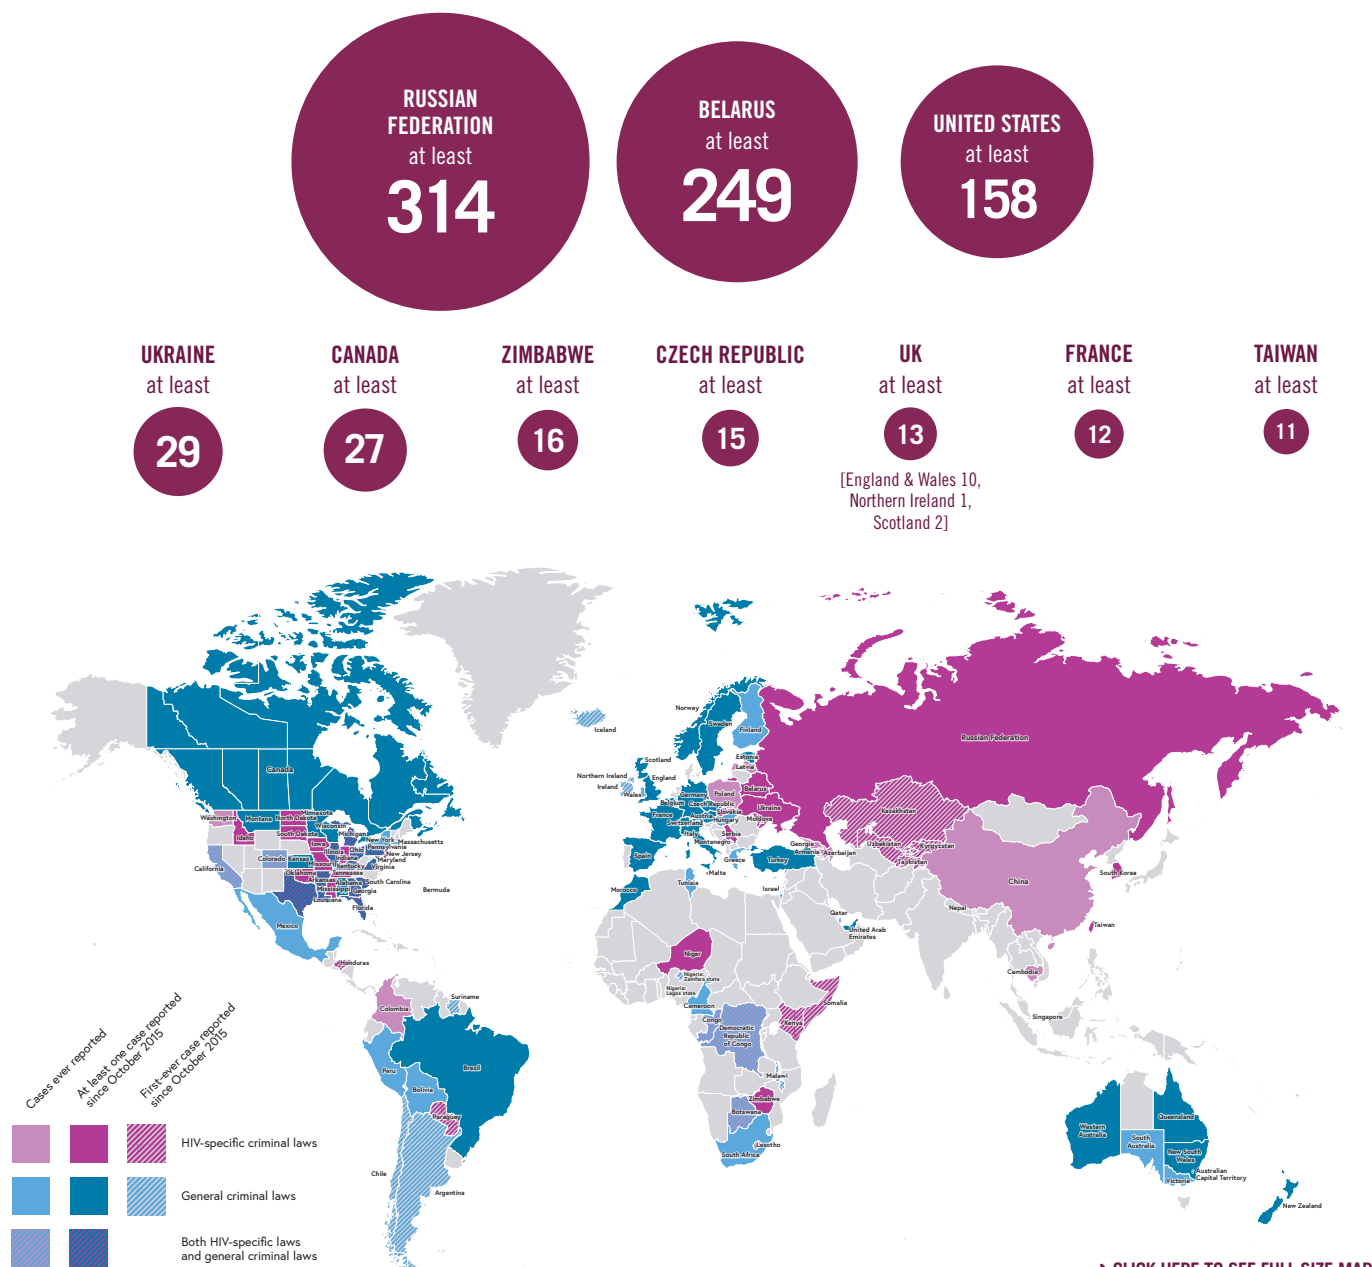 RUSSIAN
FEDERATION
at least
314
BELARUS
at least
249
UNITED STATES
at least
158
UKRAINE
at least
29
CANADA
at least
27
ZIMBABWE
at least
16
CZECH REPUBLIC
at least
15
UK
at least
13
[England & Wales 10,
Northern Ireland 1,
Scotland 2]
FRANCE
at least
12
TAIWAN
at least
11
Canada
Washington
Montana
North Dakota
Minnesota
Idaho
South Dakota
Wisconsin
Michigan
New York
Massachusetts
Iowa
Pennsylvania
Illinois
Ohio
New Jersey
Indiana
Maryland
Colorado
Kansas
Missouri
Kentucky
Virginia
California
Oklahoma
Tennessee
Arkansas
Alabama
South Carolina
Mississippi
Georgia
Louisiana
Florida
Bermuda
Mexico
Honduras
Colombia
Suriname
Peru
Brazil
Bolivia
Paraguay
Chile
Argentina
Iceland
Norway
Sweden
Finland
Estonia
Latvia
Scotland
Northern Ireland
England
Ireland
Wales
Germany
Poland
Belarus
Belgium
Czech Republic
Ukraine
Slovakia
France
Austria
Hungary
Moldova
Switzerland
Italy
Serbia
Montenegro
Spain
Greece
Turkey
Georgia
Armenia
Azerbaijan
Malta
Morocco
Tunisia
Israel
Qatar
United Arab
Emirates
Russian Federation
Kazakhstan
Uzbekistan
Kyrgyzstan
Tajikistan
China
South Korea
Taiwan
Nepal
Cambodia
Singapore
Niger
Nigeria:
Zamfara state
Nigeria:
Lagos state
Cameroon
Congo
Democratic
Republic
of Congo
Somalia
Kenya
Malawi
Zimbabwe
Botswana
Lesotho
South Africa
Western
Australia
Queensland
South
Australia
New South
Wales
Australian
Capital Territory
Victoria
New Zealand
Cases ever reported
At least one case reported
since October 2015
First-ever case reported
since October 2015
HIV-specific criminal laws
General criminal laws
Both HIV-specific laws
and general criminal laws
CLICK HERE TO SEE FULL SIZE MAP